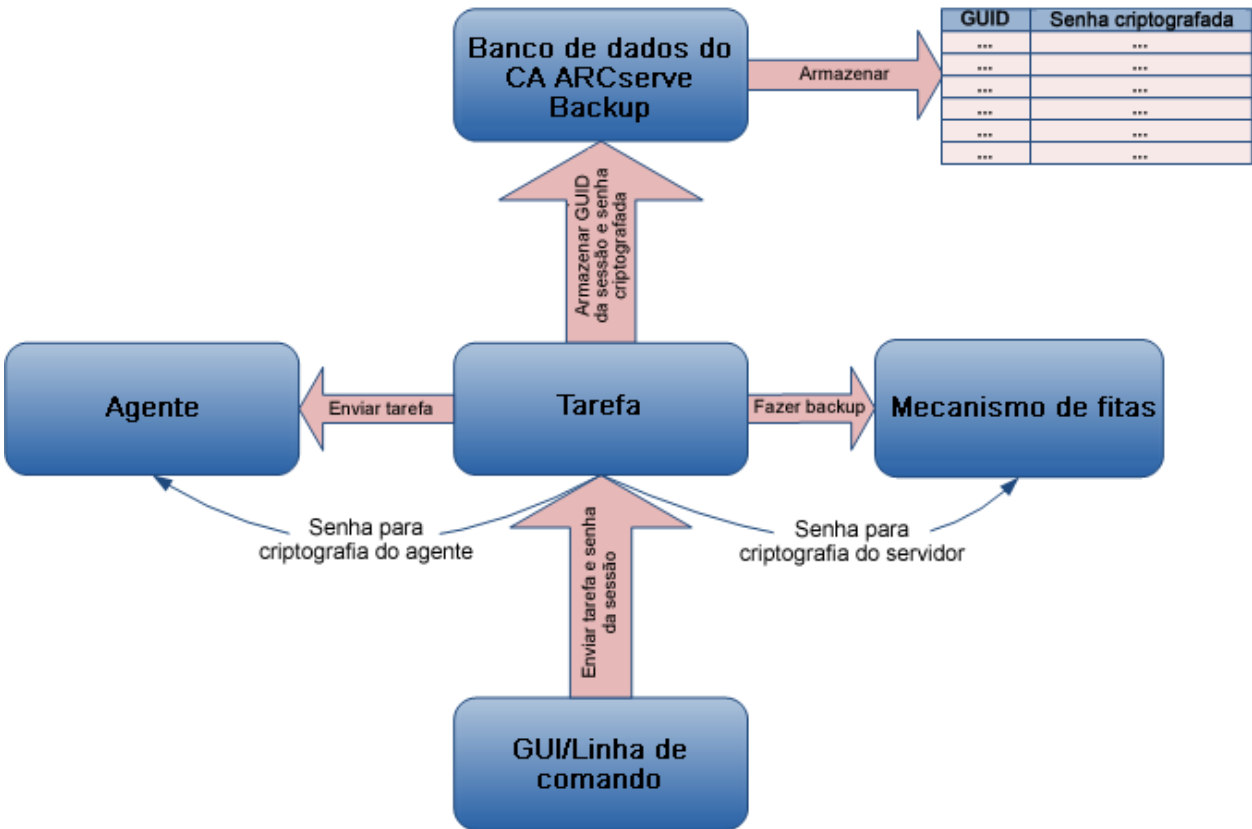 Banco de dados do
CA ARCserve
Backup
Armazenar
GUID Senha criptografada
... ...
... ...
... ...
... ...
... ...
... ...
Armazenar GUID
da sessão e senha
criptografada
Agente
Enviar tarefa
Tarefa
Fazer backup
Mecanismo de fitas
Senha para
criptografia do agente
Senha para
criptografia do servidor
Enviar tarefa e senha
da sessão
GUI/Linha de
comando